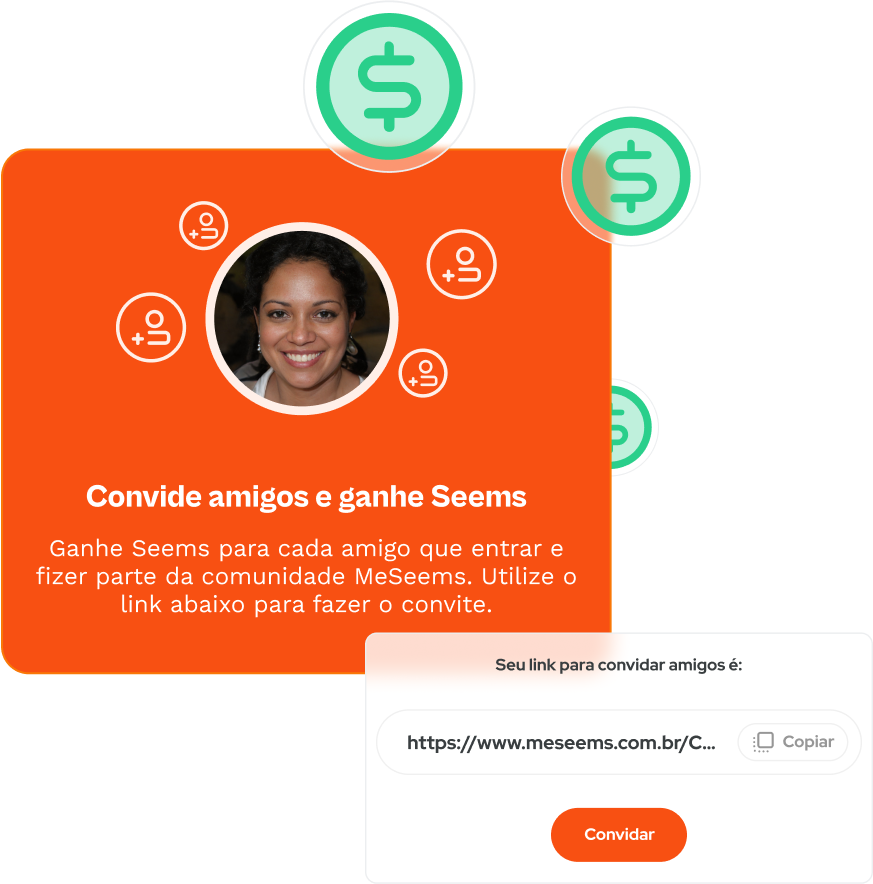 Convide amigos e ganhe Seems
Ganhe Seems para cada amigo que entrar e
fizer parte da comunidade MeSeems. Utilize o
link abaixo para fazer o convite.
Seu link para convidar amigos é:
https://www.meseems.com.br/C...
Copiar
Convidar